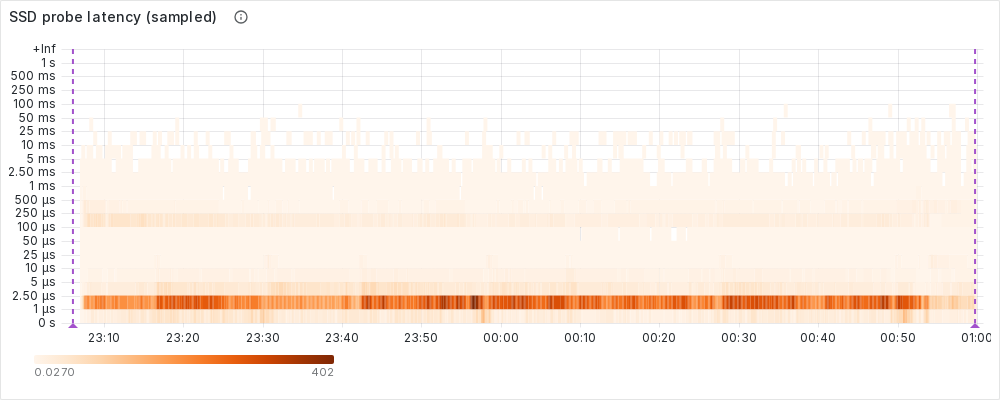 SSD probe latency (sampled)
+Inf
1 s
500 ms
250 ms
100 ms
50 ms
25 ms
10 ms
5 ms
2.50 ms
1 ms
500 µs
250 µs
100 µs
50 µs
25 µs
10 µs
5 µs
2.50 µs
1 µs
0 s
23:10 23:20 23:30 23:40 23:50 00:00 00:10 00:20 00:30 00:40 00:50 01:00
0.0270 402